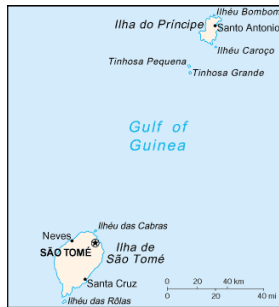 Ilhéu Bombom
Ilha do Príncipe
Santo Antonio
Ilhéu Caroço
Tinhosa Pequena
Tinhosa Grande
Gulf of
Guinea
Ilhéu das Cabras
Neves
SÃO TOMÉ
Ilha de
São Tomé
Santa Cruz
Ilhéu das Rôlas
0 20 40 km
0 20 40 mi